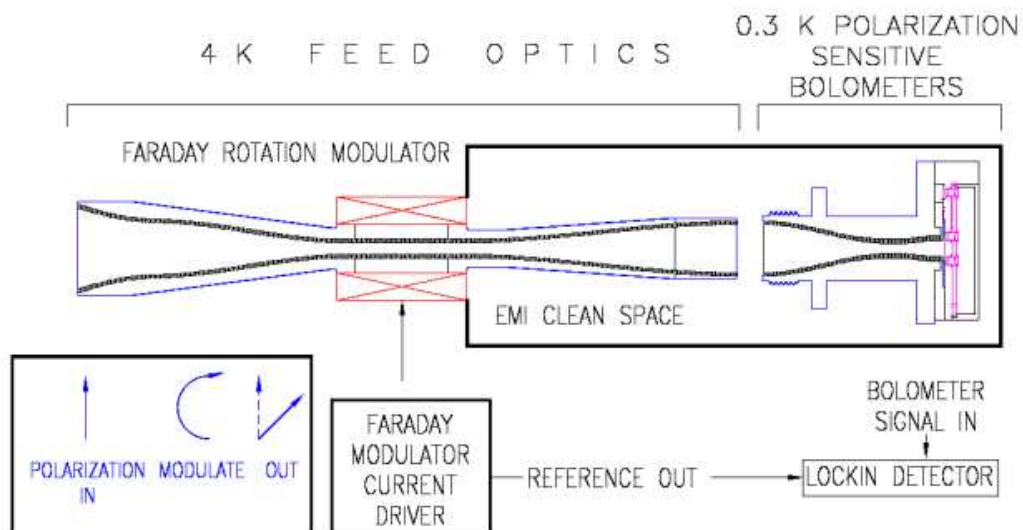 4 K FEED OPTICS
0.3 K POLARIZATION
SENSITIVE
BOLOMETERS
FARADAY ROTATION MODULATOR
EMI CLEAN SPACE
POLARIZATION MODULATE OUT
IN
FARADAY
MODULATOR
CURRENT
DRIVER
REFERENCE OUT
BOLOMETER
SIGNAL IN
LOCKIN DETECTOR